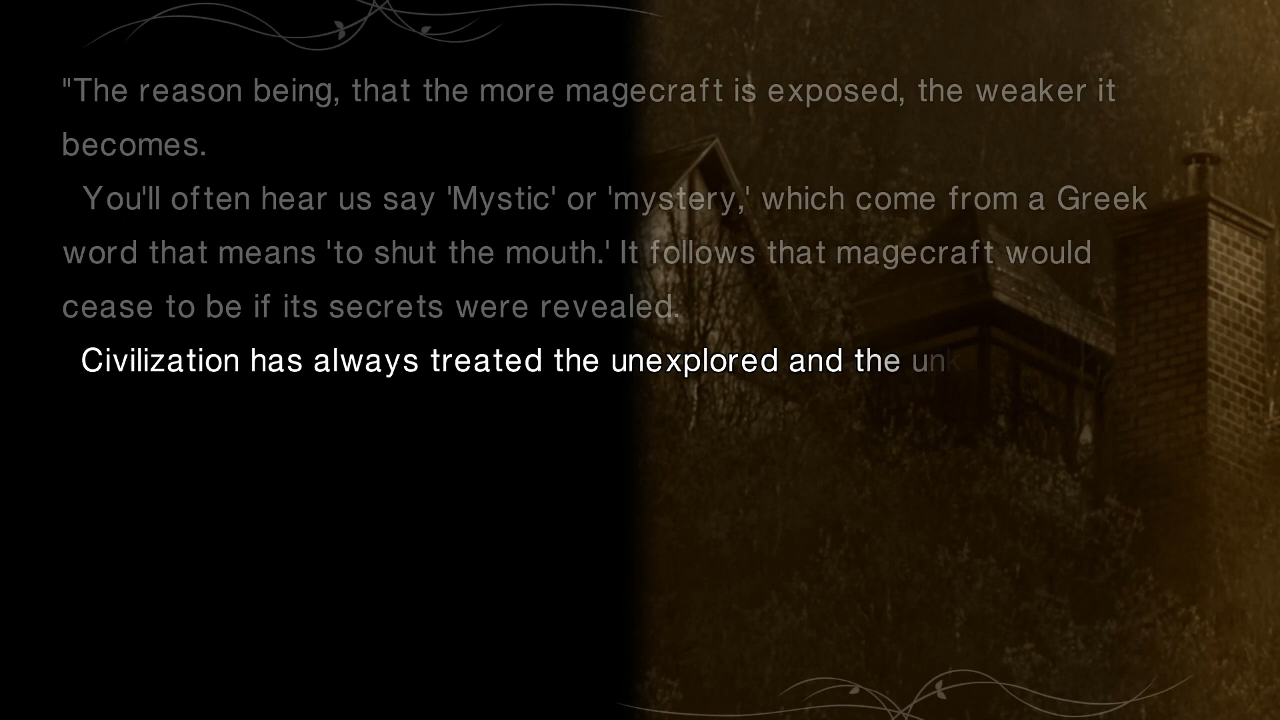 "The reason being, that the more magecraft is exposed, the weaker it
becomes.
You'll often hear us say 'Mystic' or 'mystery,' which come from a Greek
word that means 'to shut the mouth.' It follows that magecraft would
cease to be if its secrets were revealed.
Civilization has always treated the unexplored and the unk